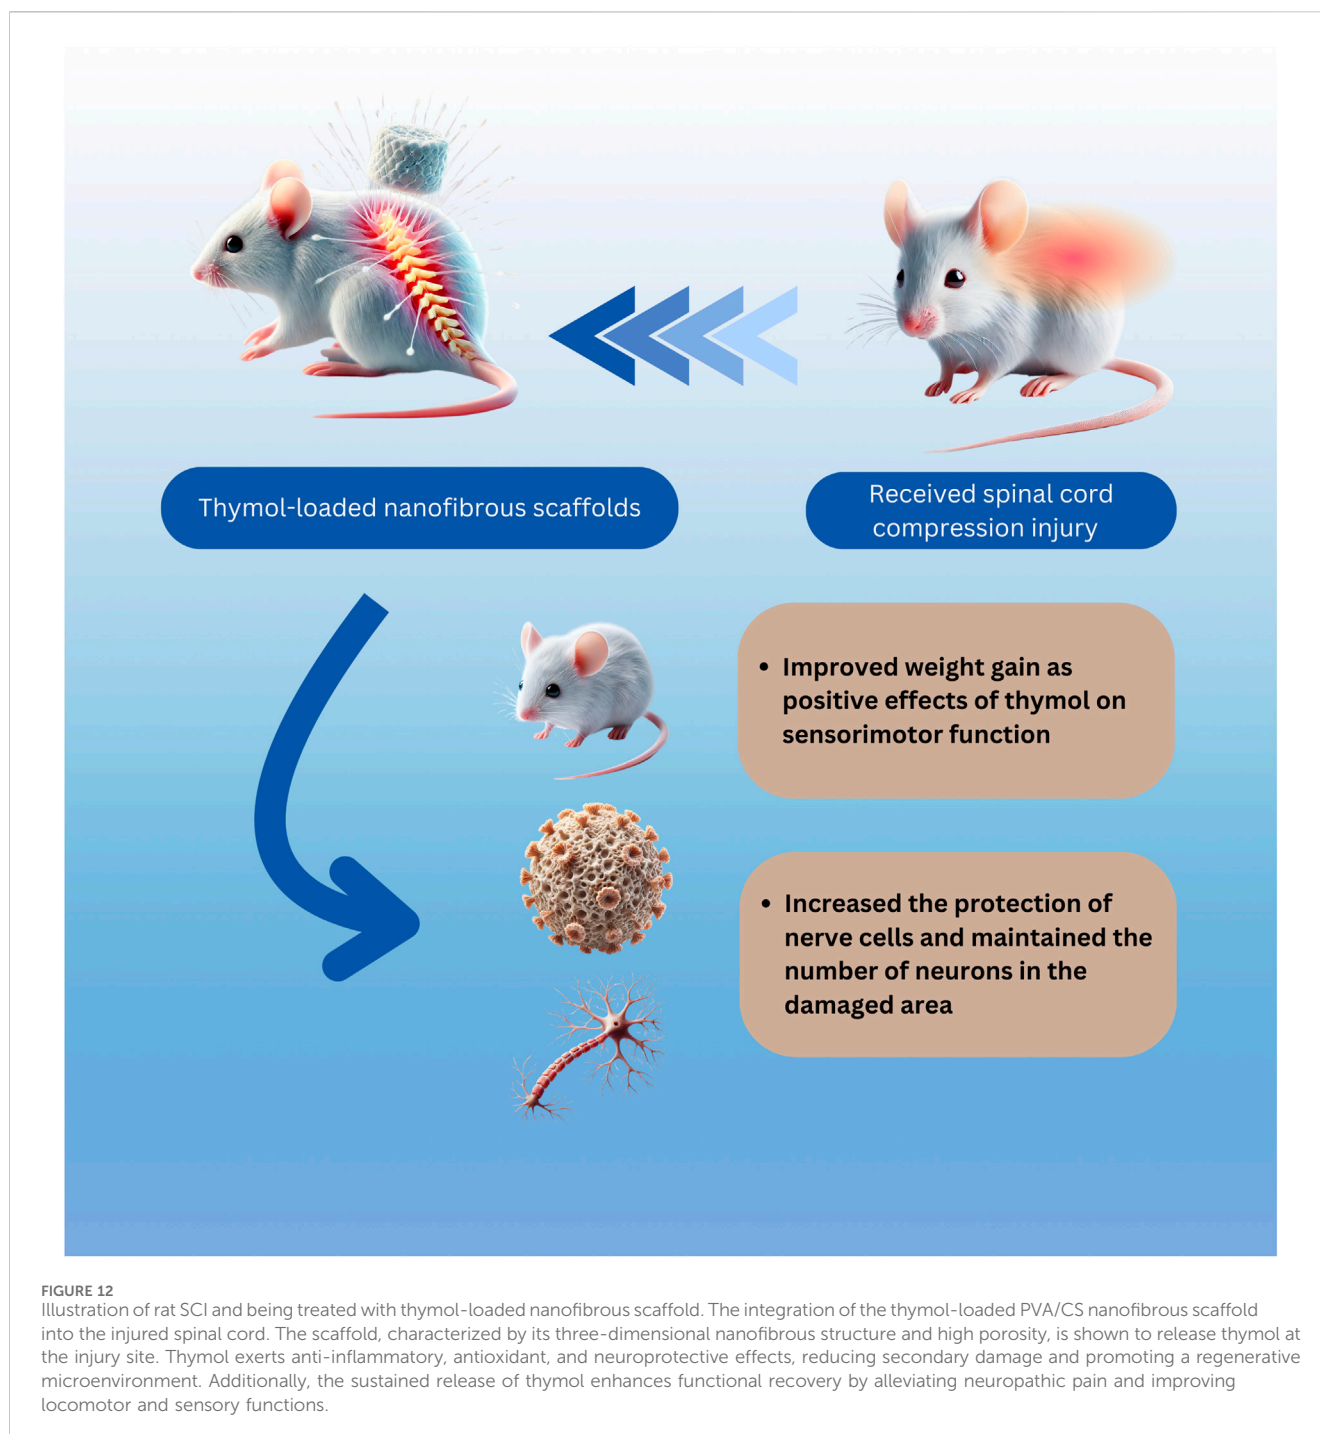 Thymol-loaded nanofibrous scaffolds
Received spinal cord
compression injury
• Improved weight gain as
positive effects of thymol on
sensorimotor function
• Increased the protection of
nerve cells and maintained the
number of neurons in the
damaged area
FIGURE 12
Illustration of rat SCI and being treated with thymol-loaded nanofibrous scaffold. The integration of the thymol-loaded PVA/CS nanofibrous scaffold
into the injured spinal cord. The scaffold, characterized by its three-dimensional nanofibrous structure and high porosity, is shown to release thymol at
the injury site. Thymol exerts anti-inflammatory, antioxidant, and neuroprotective effects, reducing secondary damage and promoting a regenerative
microenvironment. Additionally, the sustained release of thymol enhances functional recovery by alleviating neuropathic pain and improving
locomotor and sensory functions.